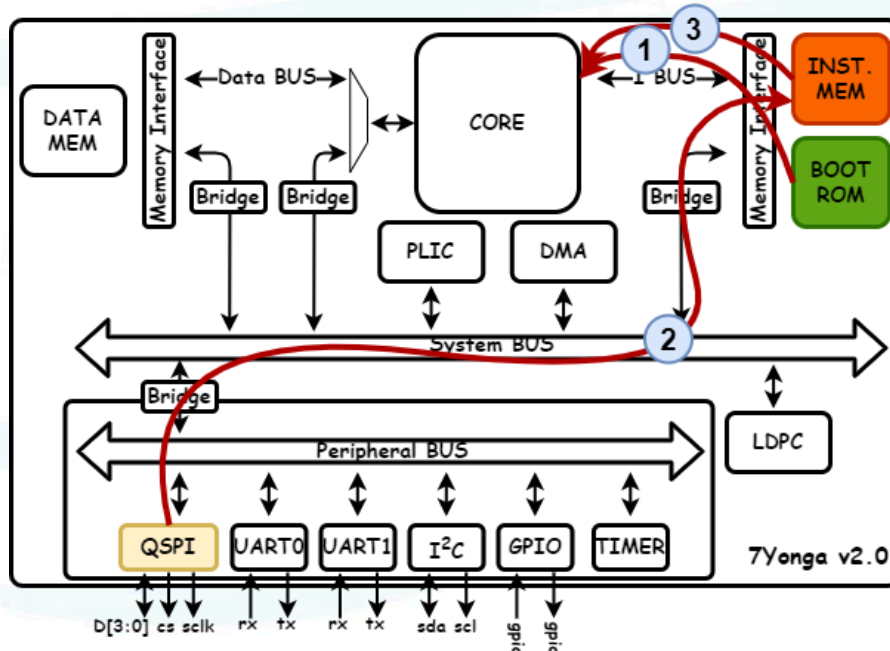 3
1
Data BUS
I BUS
Memory Interface
Memory Interface
INST.
MEM
DATA
MEM
CORE
BOOT
ROM
Bridge
Bridge
Bridge
PLIC
DMA
System BUS
2
Bridge
Peripheral BUS
LDPC
QSPI
UART0
UART1
I²C
GPIO
TIMER
7Yonga v2.0
D[3:0] cs sclk
rx
tx
rx
tx
sda scl
gpio
gpio